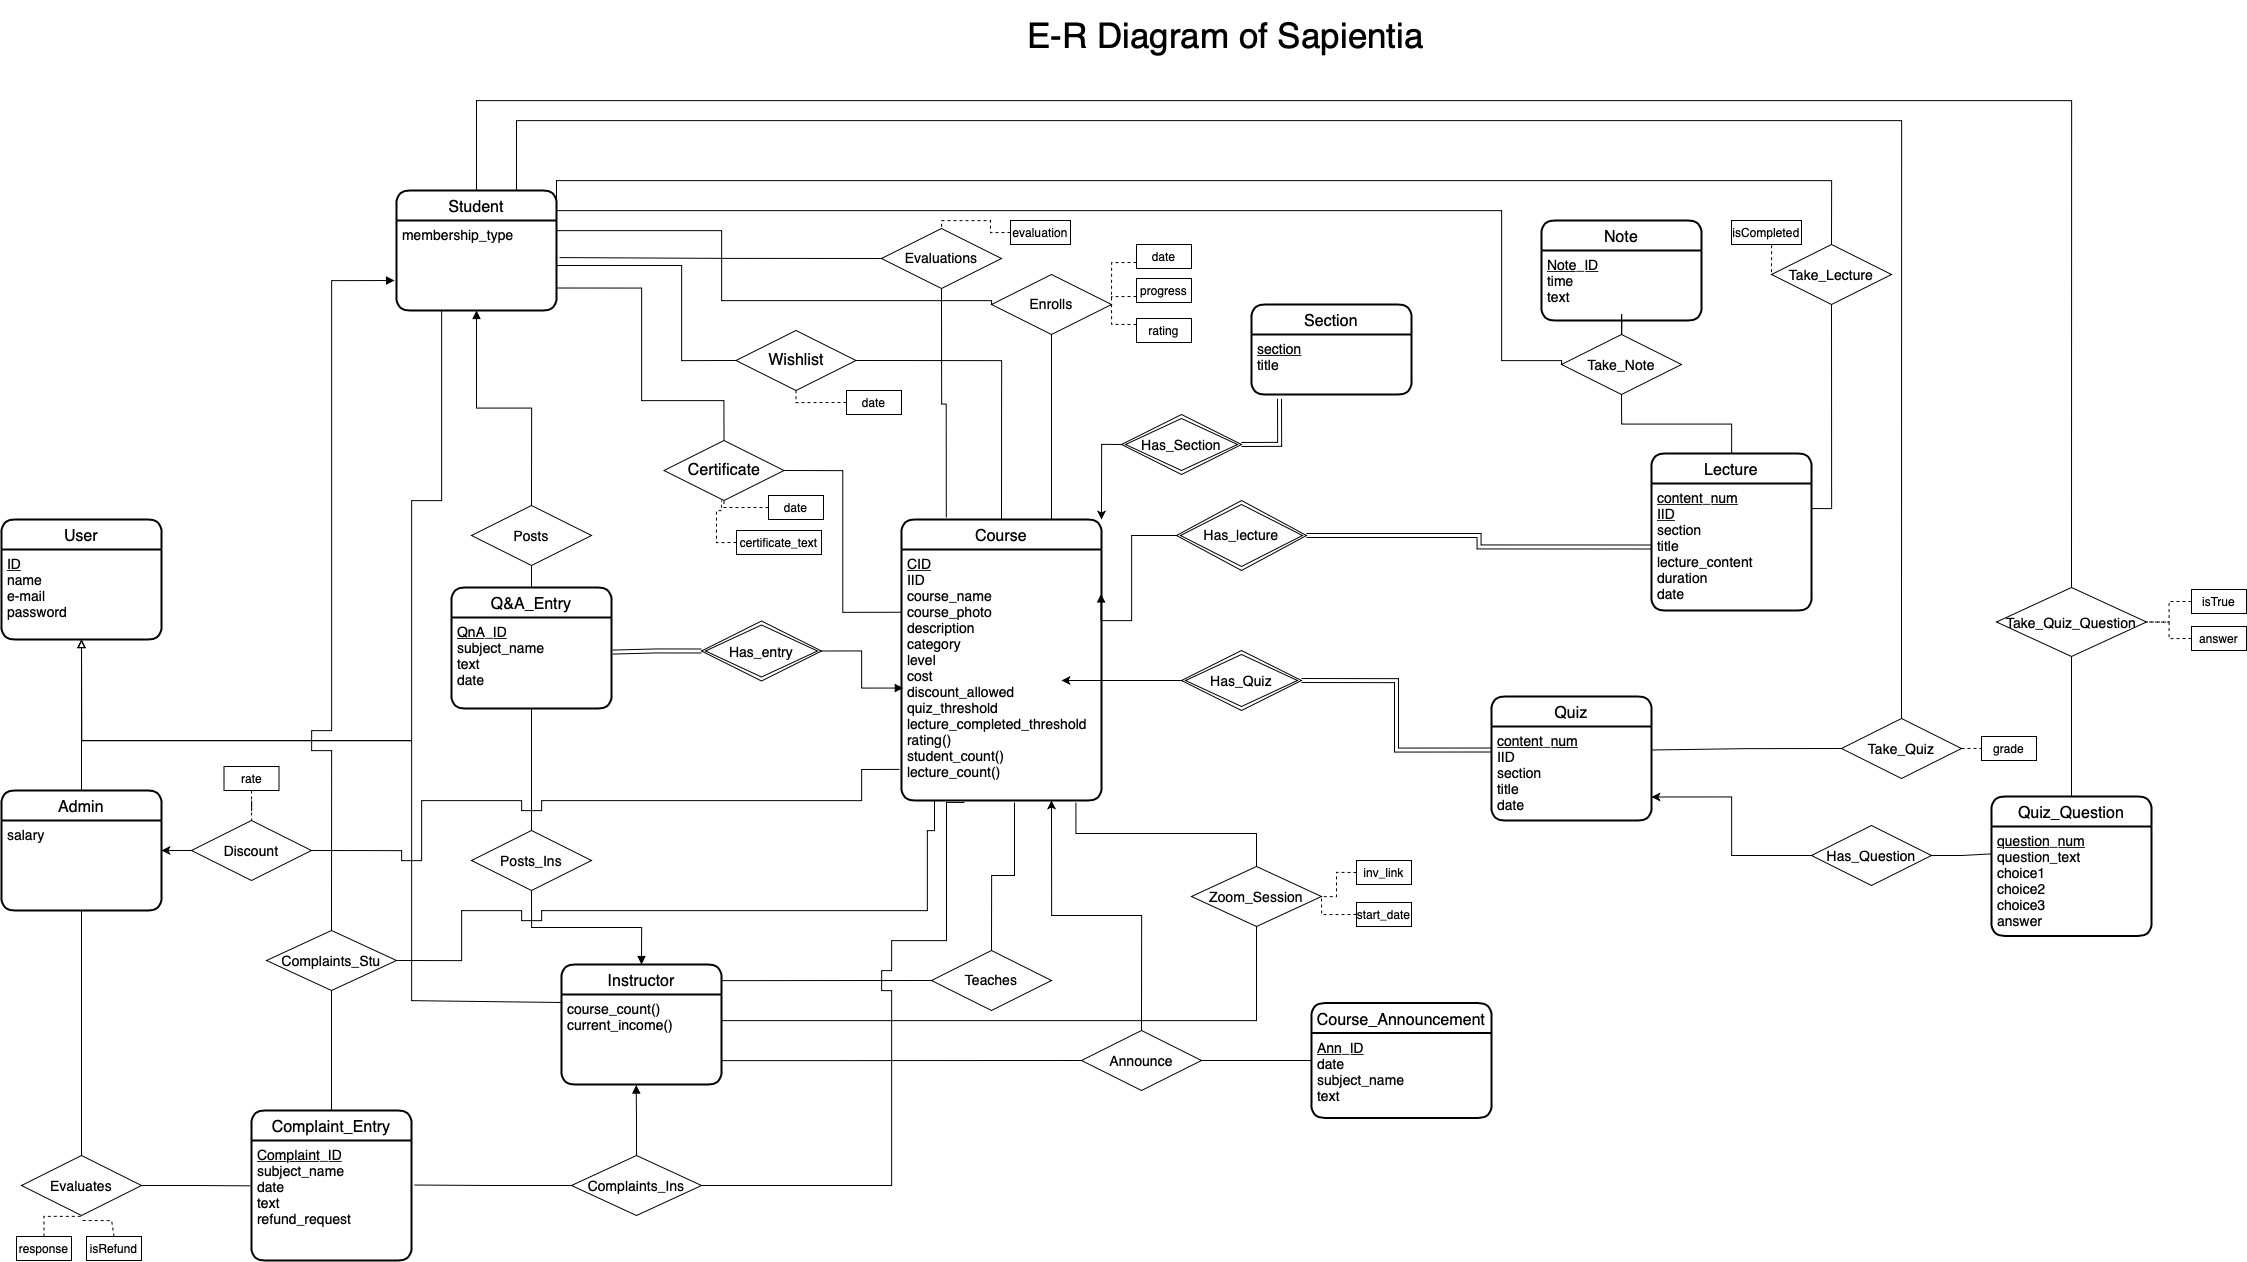 E-R Diagram of Sapientia
Student
membership_type
Evaluations
evaluation
Enrolls
date
progress
rating
Wishlist
date
Certificate
date
certificate_text
Section
section
title
Has_Section
Note
Note_ID
time
text
Take_Note
isCompleted
Take_Lecture
Lecture
content_num
IID
section
title
lecture_content
duration
date
Has_lecture
User
ID
name
e-mail
password
Posts
Q&A_Entry
QnA_ID
subject_name
text
date
Has_entry
Course
CID
IID
course_name
course_photo
description
category
level
cost
discount_allowed
quiz_threshold
lecture_completed_threshold
rating()
student_count()
lecture_count()
Has_Quiz
Quiz
content_num
IID
section
title
date
Take_Quiz_Question
isTrue
answer
Take_Quiz
grade
Quiz_Question
question_num
question_text
choice1
choice2
choice3
answer
Has_Question
Admin
salary
rate
Discount
Posts_Ins
Complaints_Stu
Instructor
course_count()
current_income()
Teaches
Zoom_Session
inv_link
start_date
Announce
Course_Announcement
Ann_ID
date
subject_name
text
Complaint_Entry
Complaint_ID
subject_name
date
text
refund_request
Complaints_Ins
Evaluates
response
isRefund